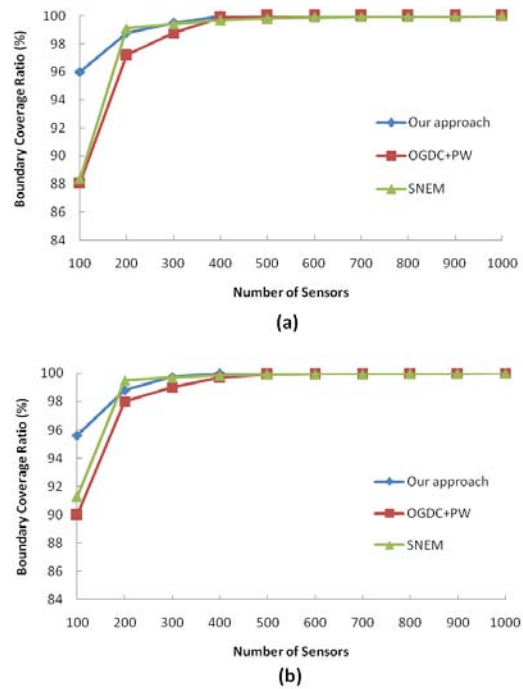 Boundary Coverage Ratio (%)
100
98
96
94
92
90
88
86
84
Our approach
OGDC+PW
SNEM
100 200 300 400 500 600 700 800 900 1000
Number of Sensors
(a)
Boundary Coverage Ratio (%)
100
98
96
94
92
90
88
86
84
Our approach
OGDC+PW
SNEM
100 200 300 400 500 600 700 800 900 1000
Number of Sensors
(b)